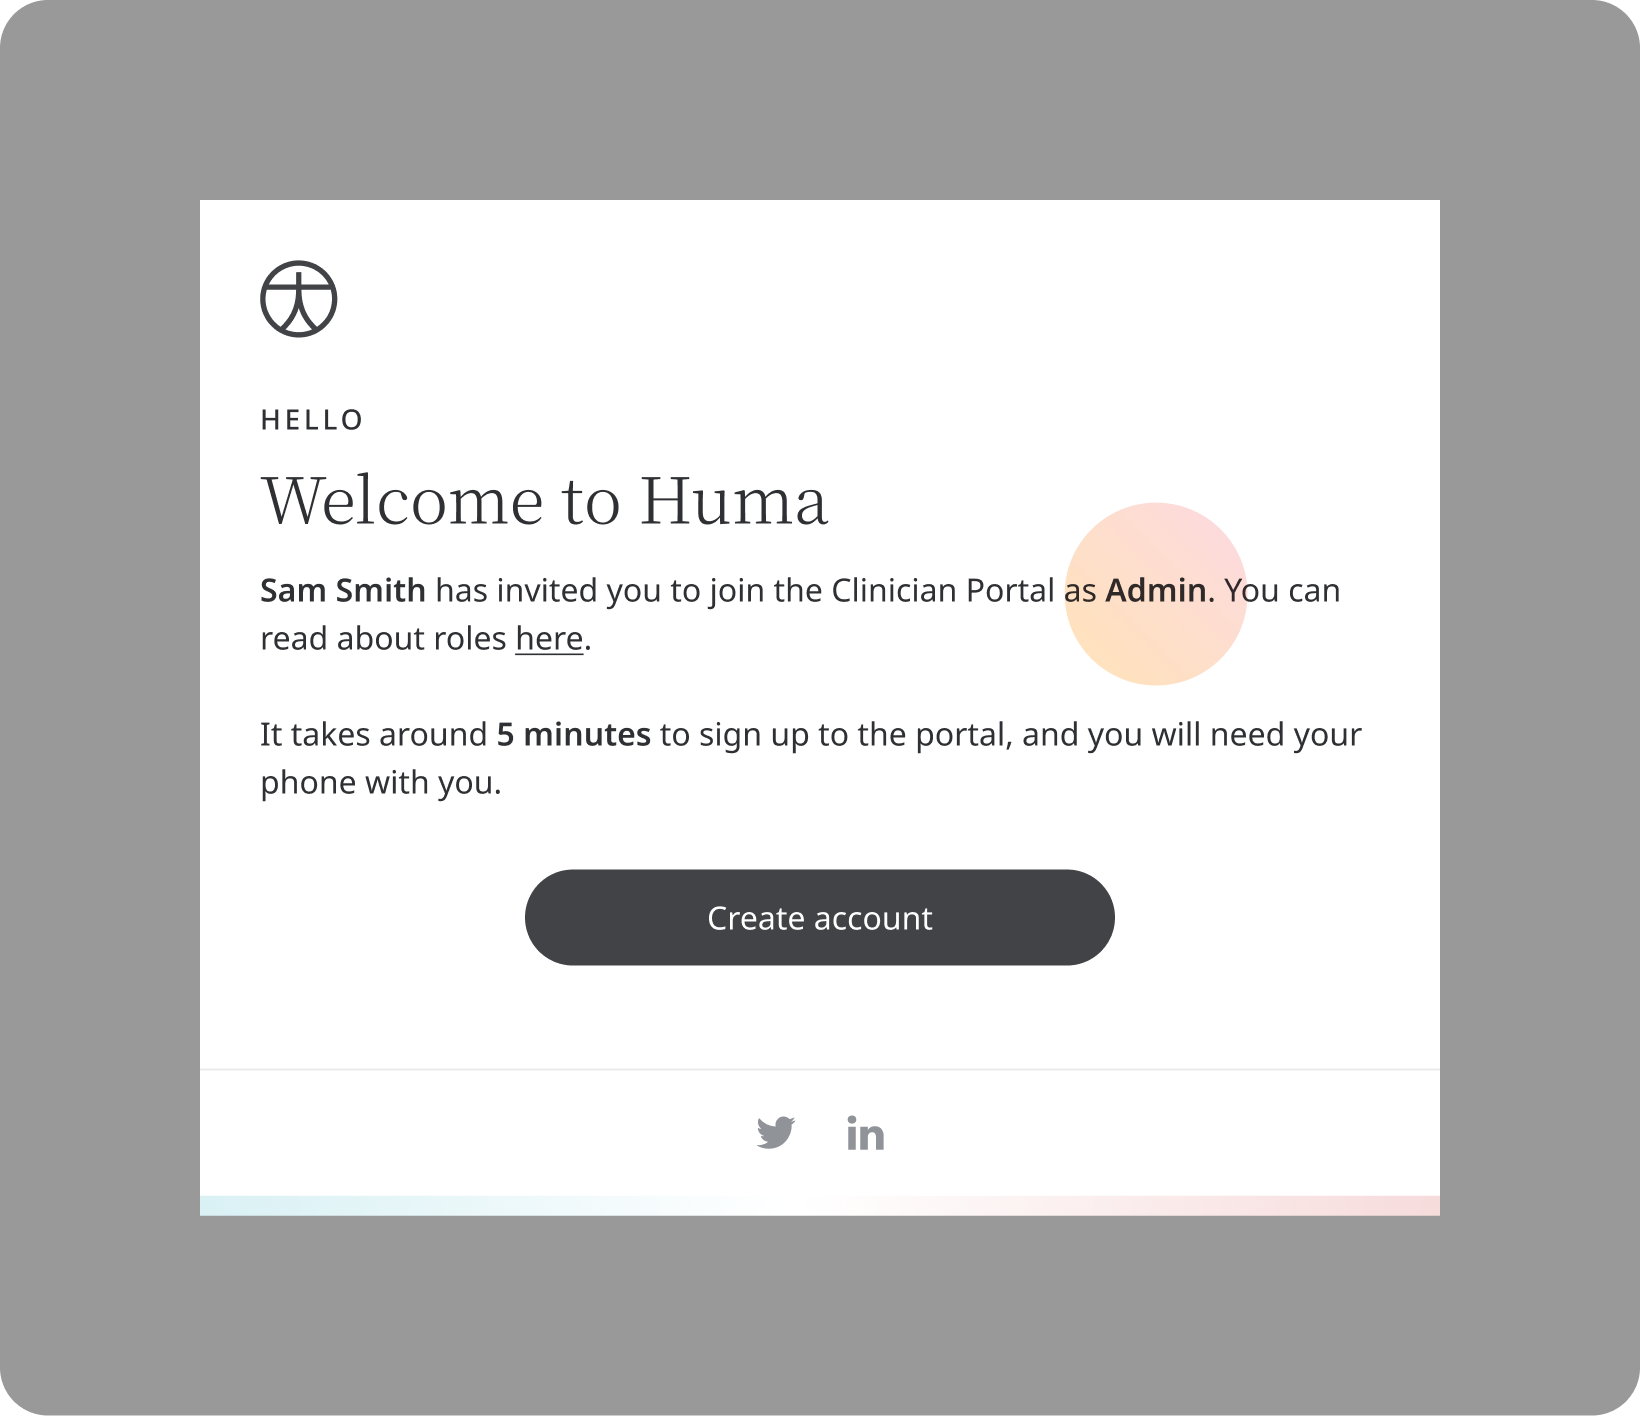 HELLO
Welcome to Huma
Sam Smith has invited you to join the Clinician Portal as Admin. You can
read about roles here.
It takes around 5 minutes to sign up to the portal, and you will need your
phone with you.
Create account
in